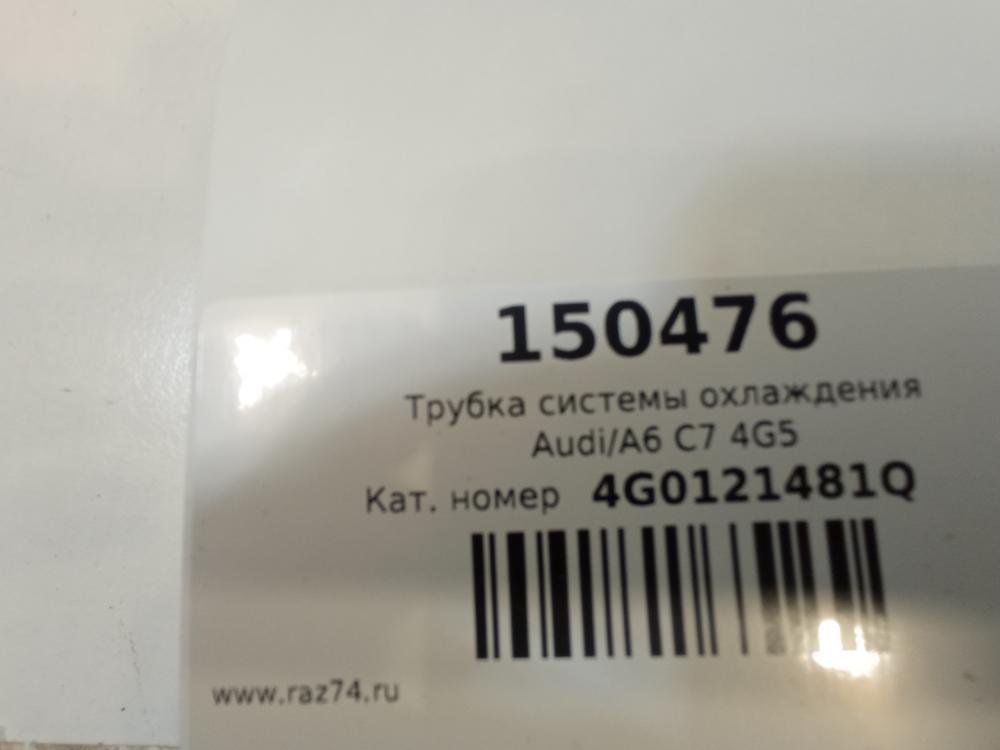 150476
Трубка системы охлаждения
Audi/A6 C7 4G5
Кат. номер 4G0121481Q
www.raz74.ru